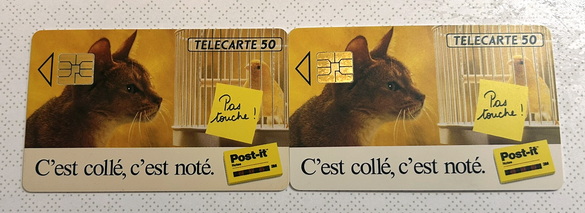 TELECARTE 50
Pas
touche !
C'est collé, c'est noté.
Post-it
TELECARTE 50
Pas
touche !
C'est collé, c'est noté.
Post-it